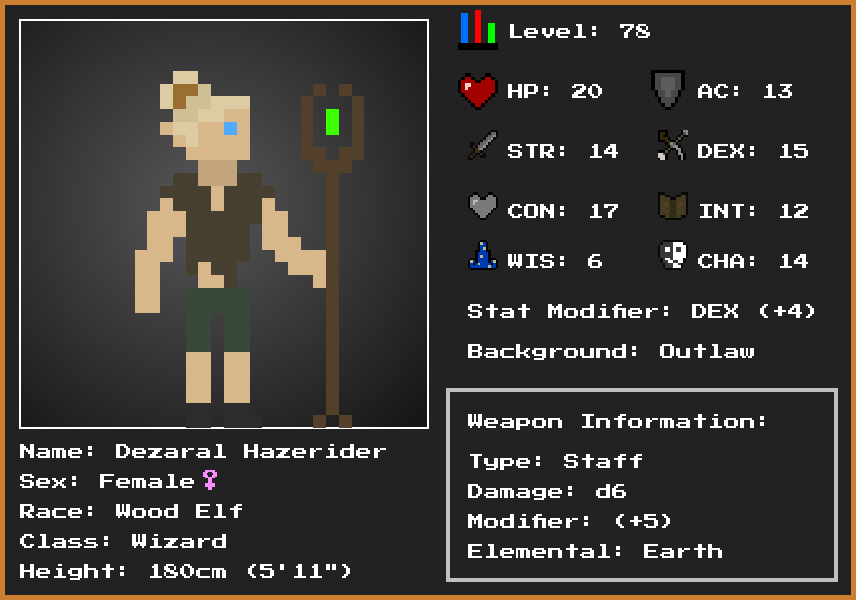 Level: 78
HP: 20
AC: 13
STR: 14
DEX: 15
CON: 17
INT: 12
WIS: 6
CHA: 14
Stat Modifier: DEX (+4)
Background: Outlaw
Weapon Information:
Type: Staff
Damage: d6
Modifier: (+5)
Elemental: Earth
Name: Dezaral Hazerider
Sex: Female♀
Race: Wood Elf
Class: Wizard
Height: 180cm (5'11")